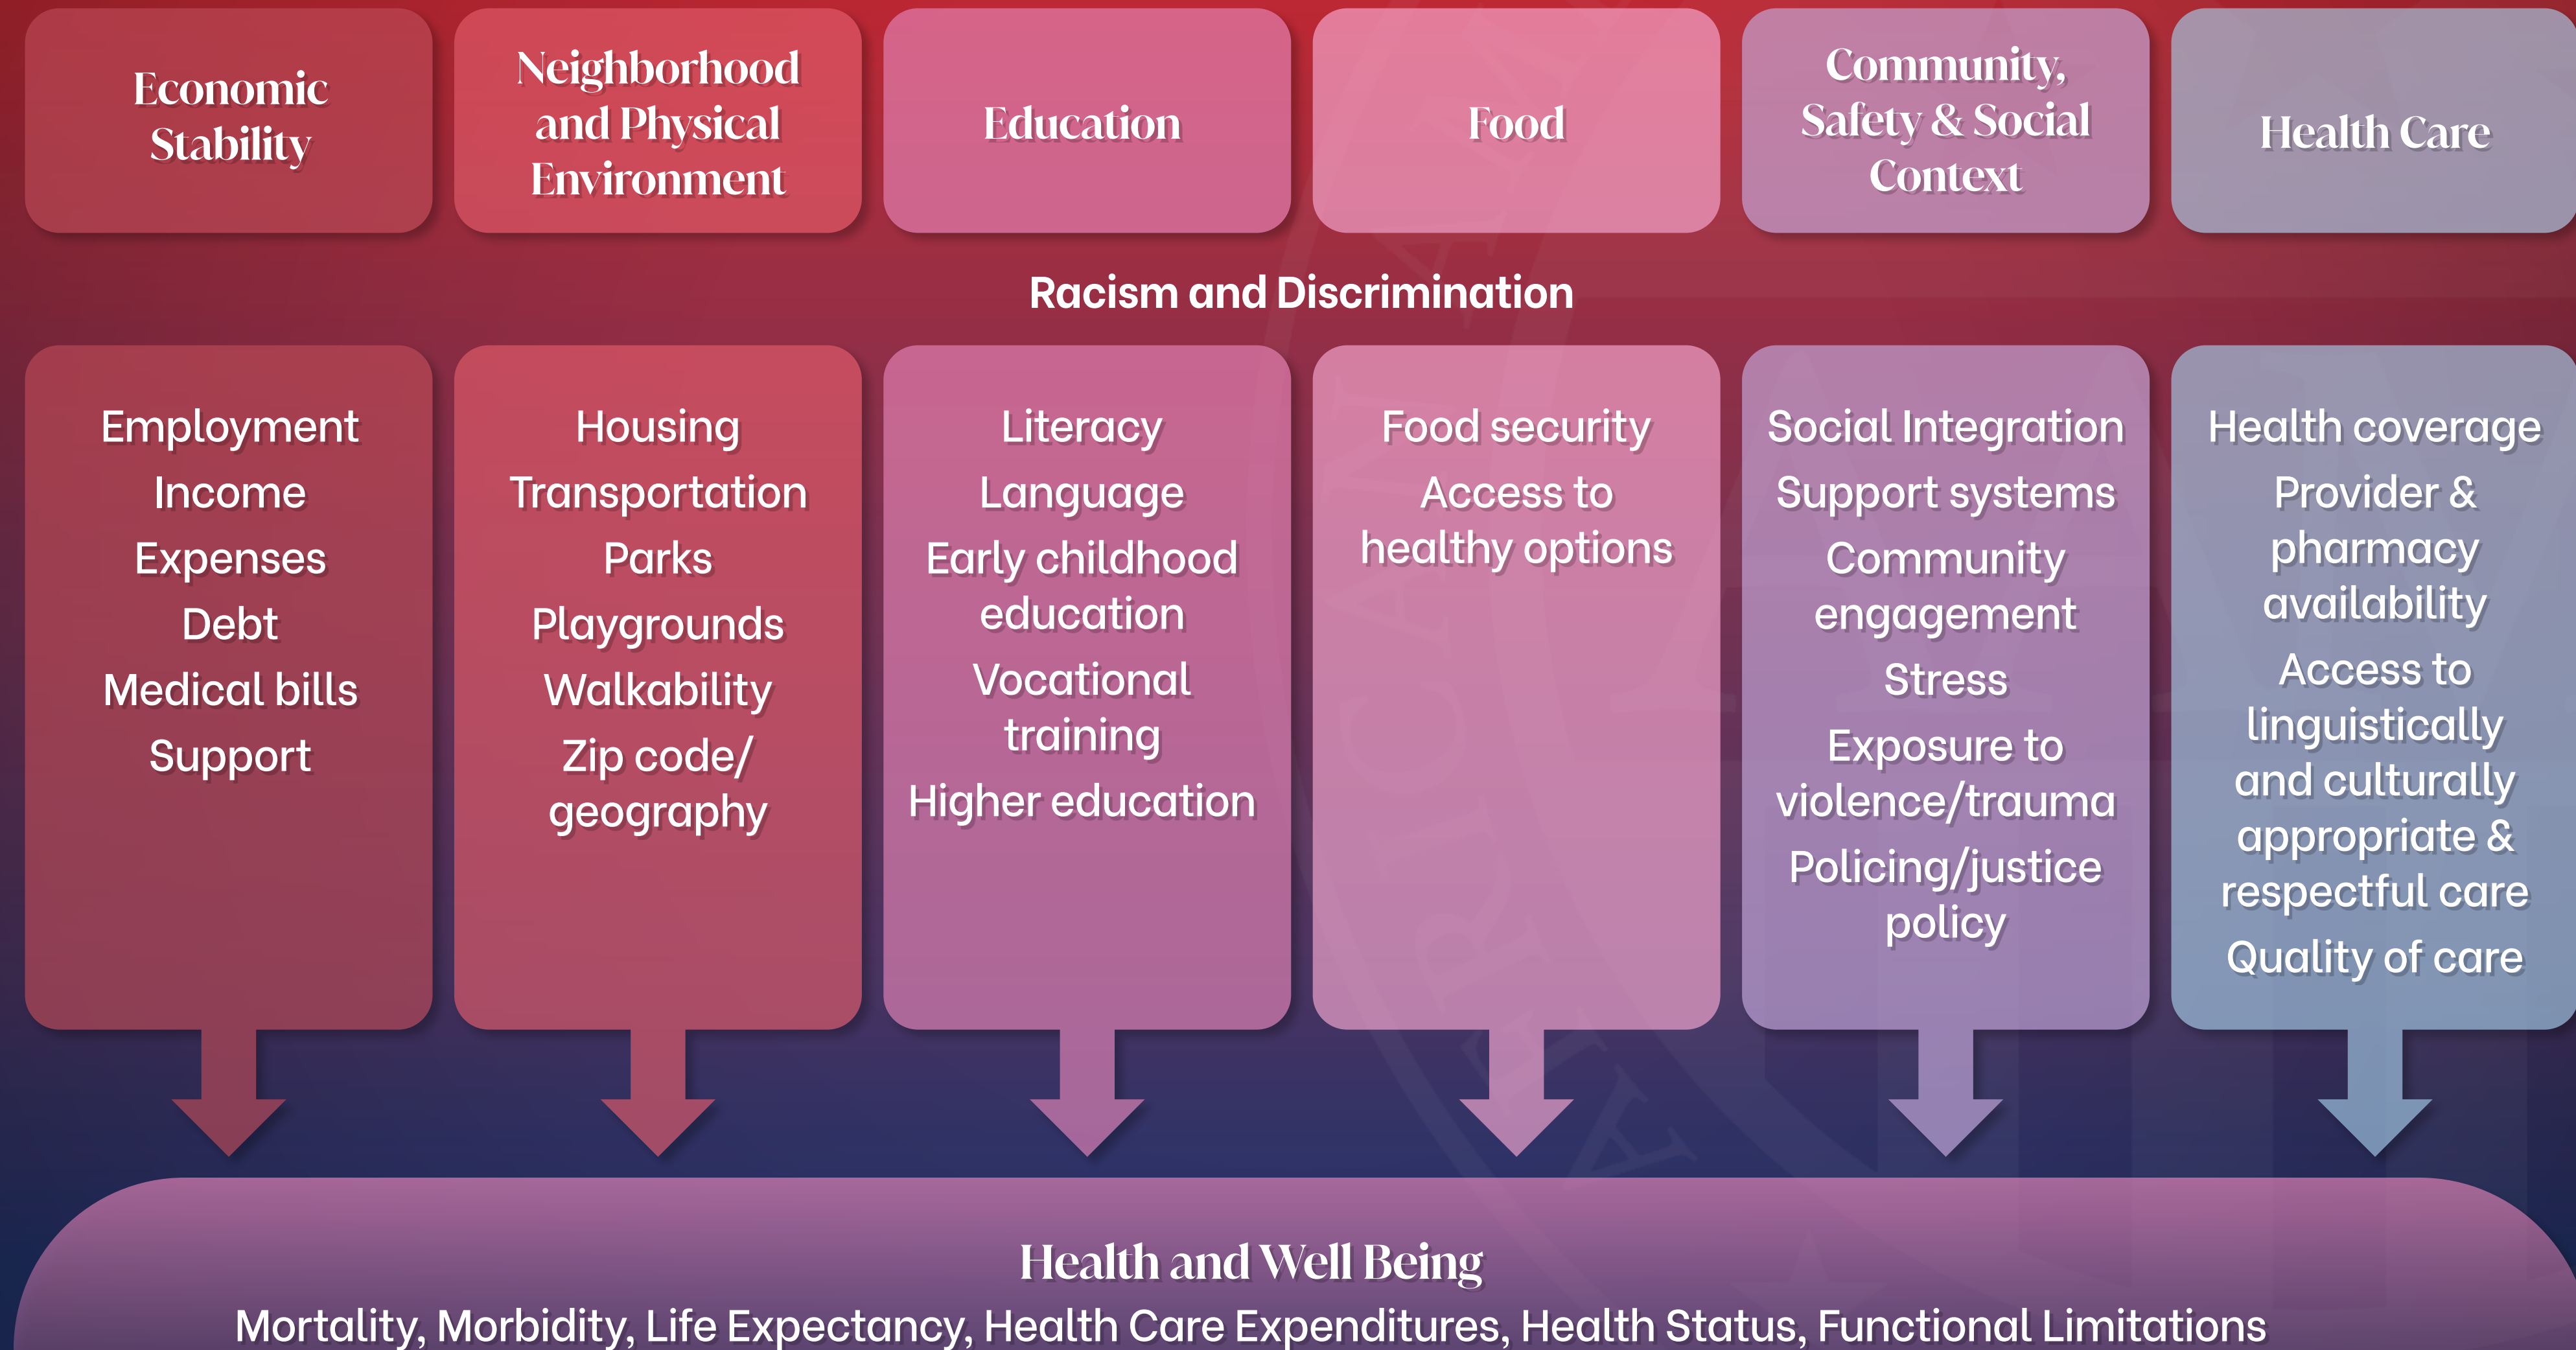 Economic
Stability
Neighborhood
and Physical
Environment
Education
Food
Community,
Safety & Social
Context
Health Care
Racism and Discrimination
Employment
Income
Expenses
Debt
Medical bills
Support
Housing
Transportation
Parks
Playgrounds
Walkability
Zip code/
geography
Literacy
Language
Early childhood
education
Vocational
training
Higher education
Food security
Access to
healthy options
Social Integration
Support systems
Community
engagement
Stress
Exposure to
violence/trauma
Policing/justice
policy
Health coverage
Provider &
pharmacy
availability
Access to
linguistically
and culturally
appropriate &
respectful care
Quality of care
Health and Well Being
Mortality, Morbidity, Life Expectancy, Health Care Expenditures, Health Status, Functional Limitations